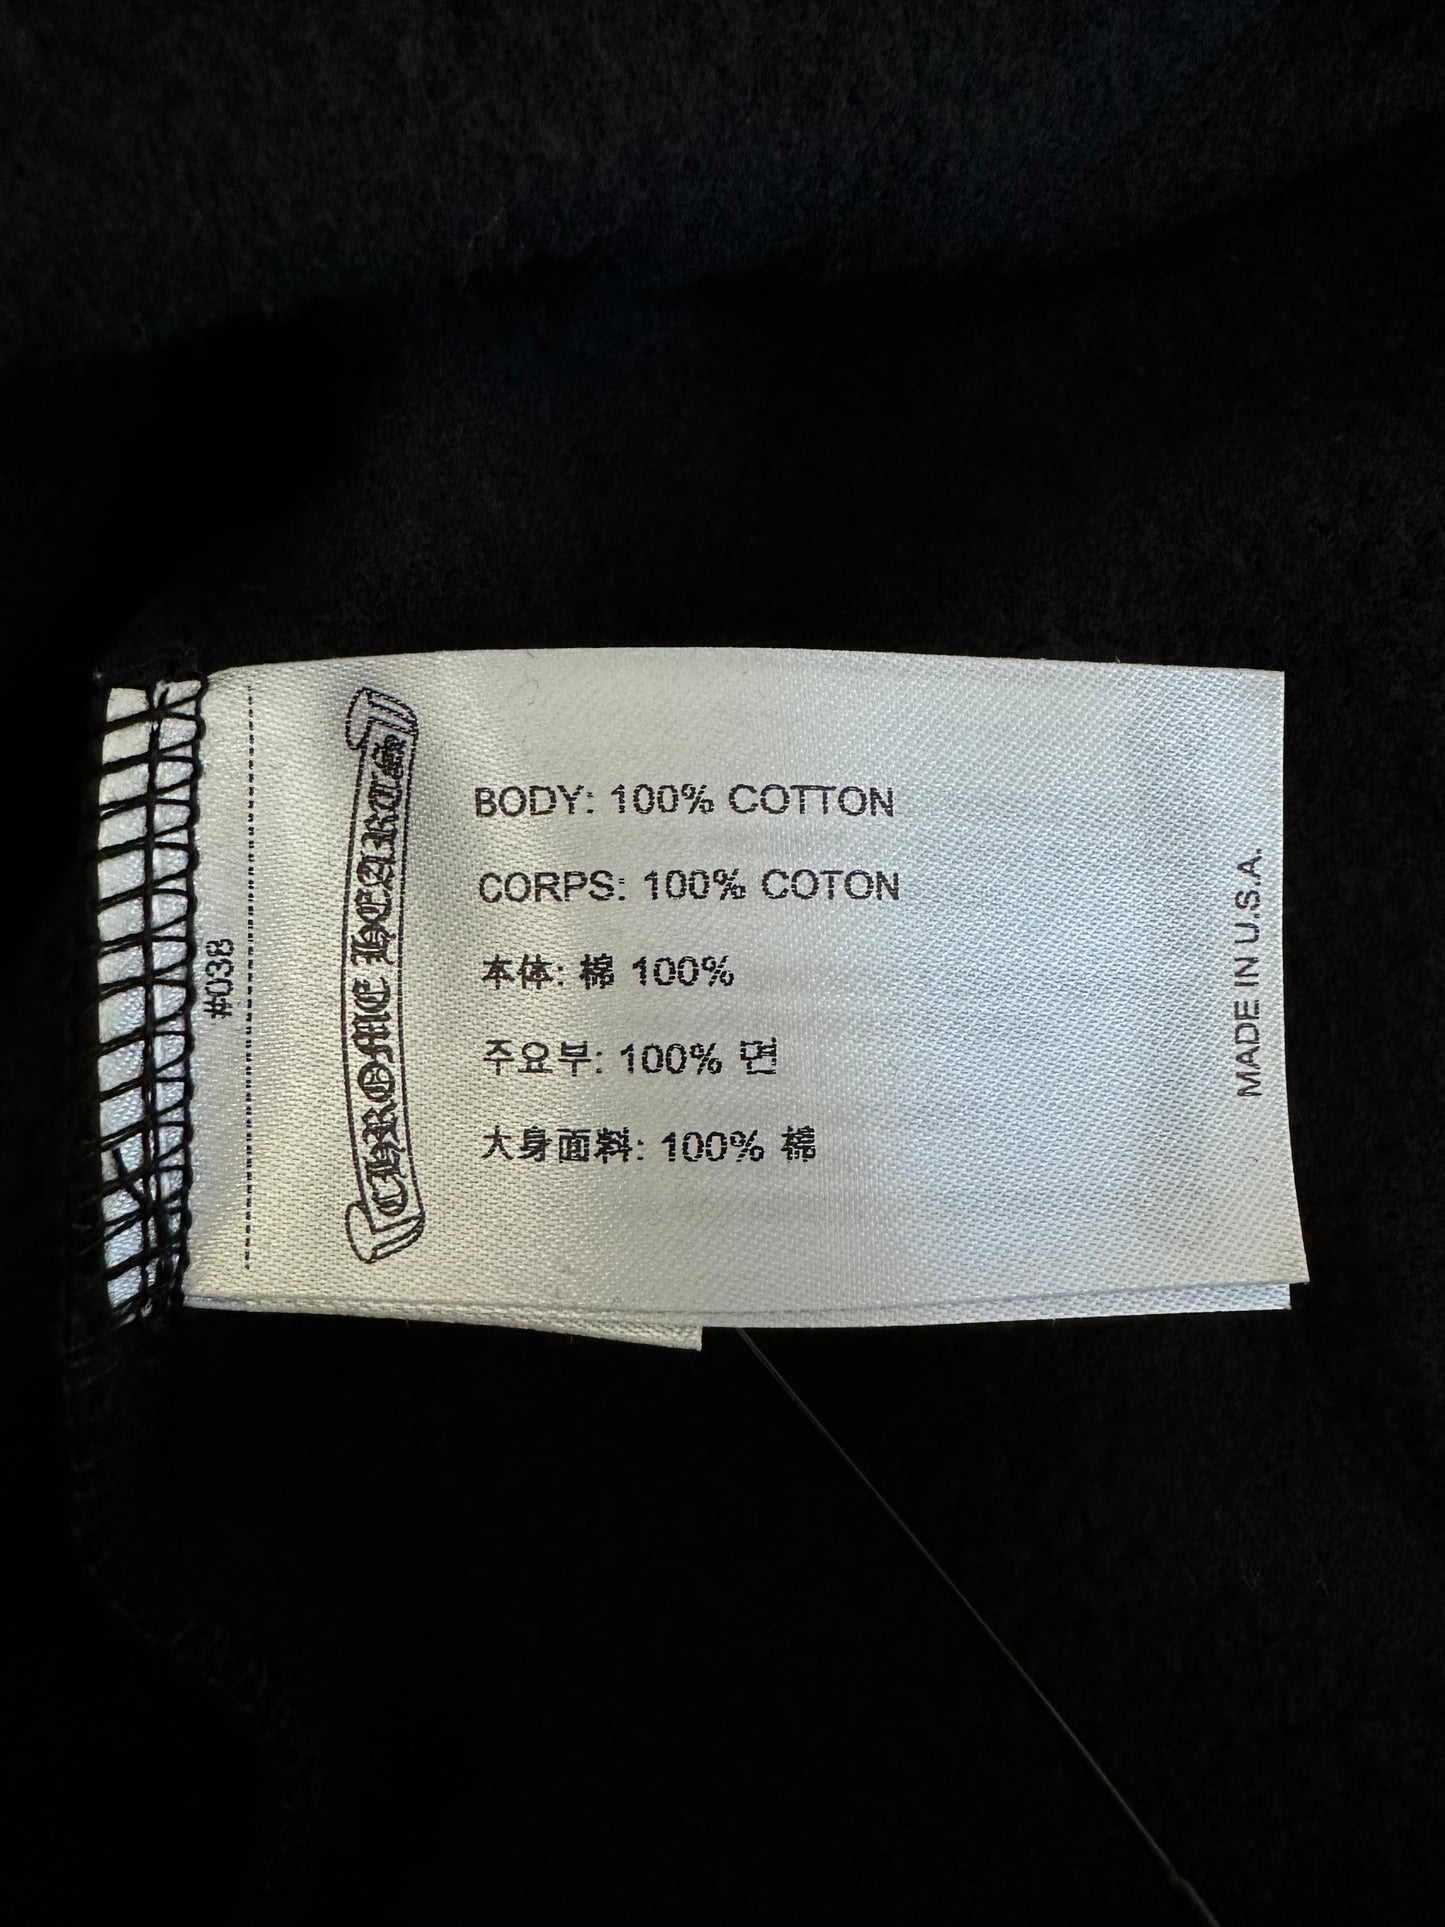 #038
CHROME HEARTS
BODY: 100% COTTON
CORPS: 100% COTON
本体: 棉 100%
주요부: 100% 면
大身面料: 100% 棉
MADE IN U.S.A.